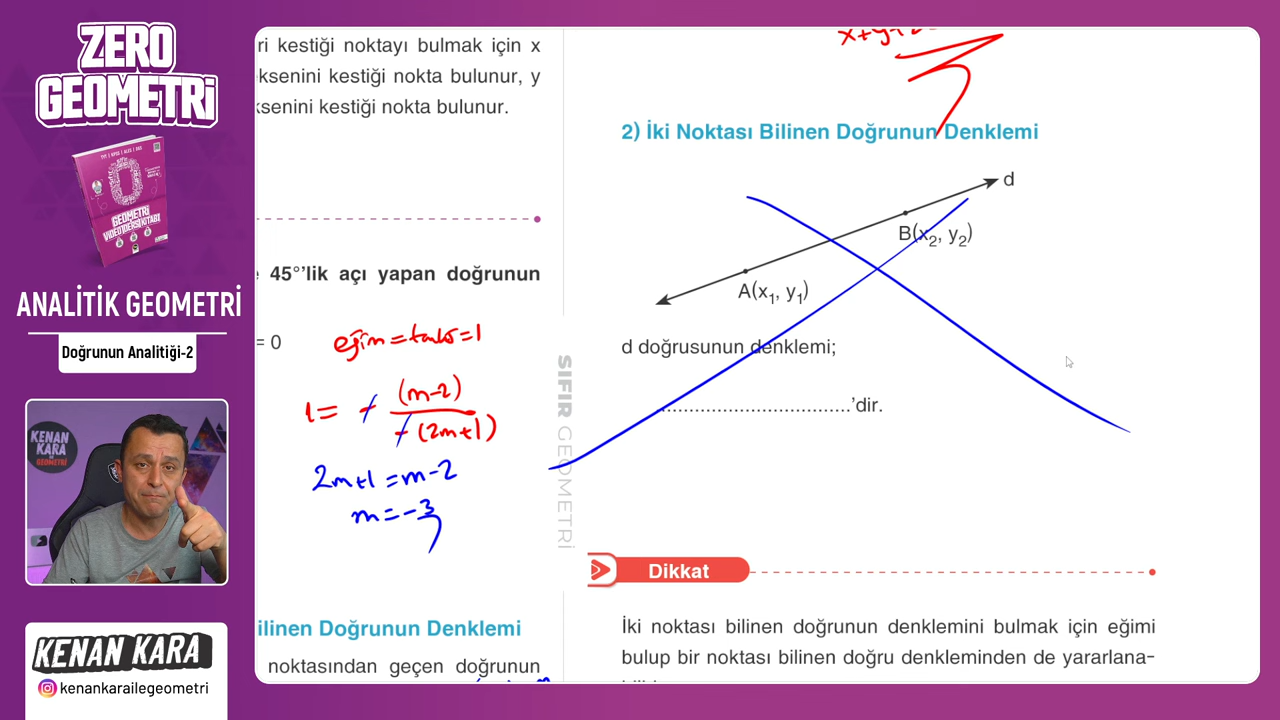 ZERO
GEOMETRİ
GEOMETRİ
VİDEO DERS KİTABI
ANALİTİK GEOMETRİ
Doğrunun Analitiği-2
KENAN
KARA
GEOMETRİ
KENAN KARA
kenankarailegeometri
ri kestiği noktayı bulmak için x
ksenini kestiği nokta bulunur, y
ksenini kestiği nokta bulunur.
45°'lik açı yapan doğrunun
= 0
eğim = tan45 = 1
1 = - (m-2)
-(2m+1)
2m+1 = m-2
m = -3
ilinen Doğrunun Denklemi
noktasından geçen doğrunun
SIFIR GEOMETRİ
2) İki Noktası Bilinen Doğrunun Denklemi
d
B(x₂, y₂)
A(x₁, y₁)
d doğrusunun denklemi;
..................................'dir.
Dikkat
İki noktası bilinen doğrunun denklemini bulmak için eğimi
bulup bir noktası bilinen doğru denkleminden de yararlana-